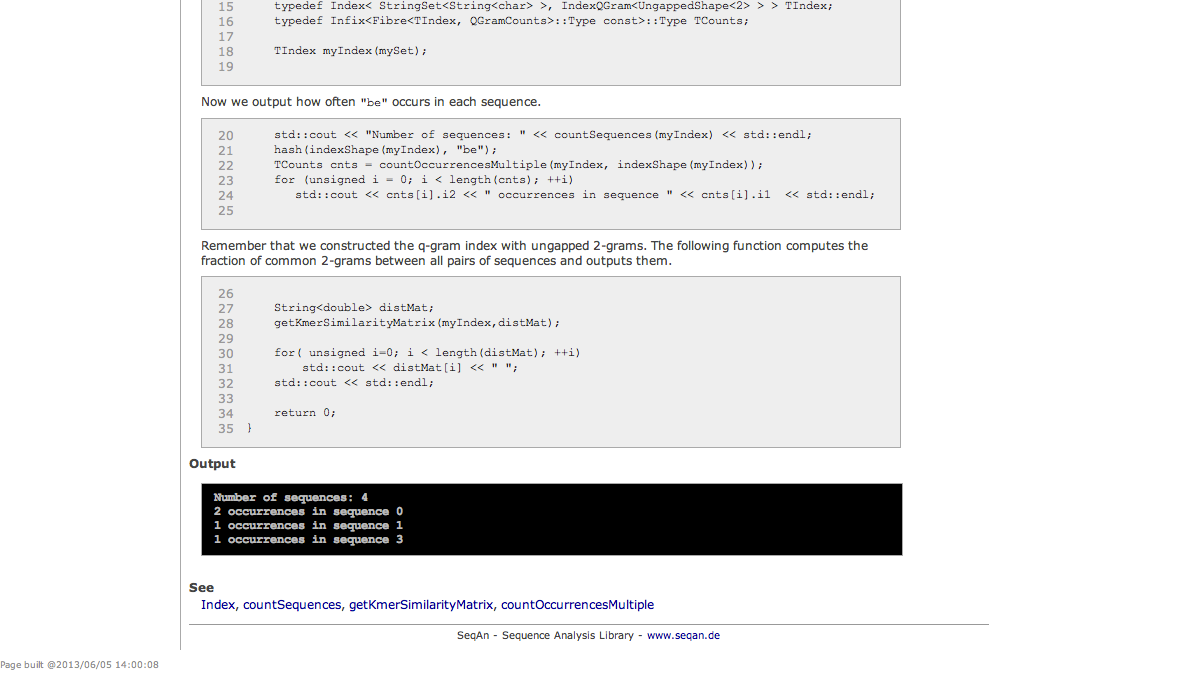 15 typedef Index< StringSet<String<char> >, IndexQGram<UngappedShape<2> > > TIndex;
16 typedef Infix<Fibre<TIndex, QGramCounts>::Type const>::Type TCounts;
17
18 TIndex myIndex(mySet);
19
Now we output how often "be" occurs in each sequence.
20 std::cout << "Number of sequences: " << countSequences(myIndex) << std::endl;
21 hash(indexShape(myIndex), "be");
22 TCounts cnts = countOccurrencesMultiple(myIndex, indexShape(myIndex));
23 for (unsigned i = 0; i < length(cnts); ++i)
24 std::cout << cnts[i].i2 << " occurrences in sequence " << cnts[i].i1  << std::endl;
25
Remember that we constructed the q-gram index with ungapped 2-grams. The following function computes the
fraction of common 2-grams between all pairs of sequences and outputs them.
26
27 String<double> distMat;
28 getKmerSimilarityMatrix(myIndex,distMat);
29
30 for( unsigned i=0; i < length(distMat); ++i)
31 std::cout << distMat[i] << " ";
32 std::cout << std::endl;
33
34 return 0;
35 }
Output
Number of sequences: 4
2 occurrences in sequence 0
1 occurrences in sequence 1
1 occurrences in sequence 3
See
Index, countSequences, getKmerSimilarityMatrix, countOccurrencesMultiple
SeqAn - Sequence Analysis Library - www.seqan.de
Page built @2013/06/05 14:00:08